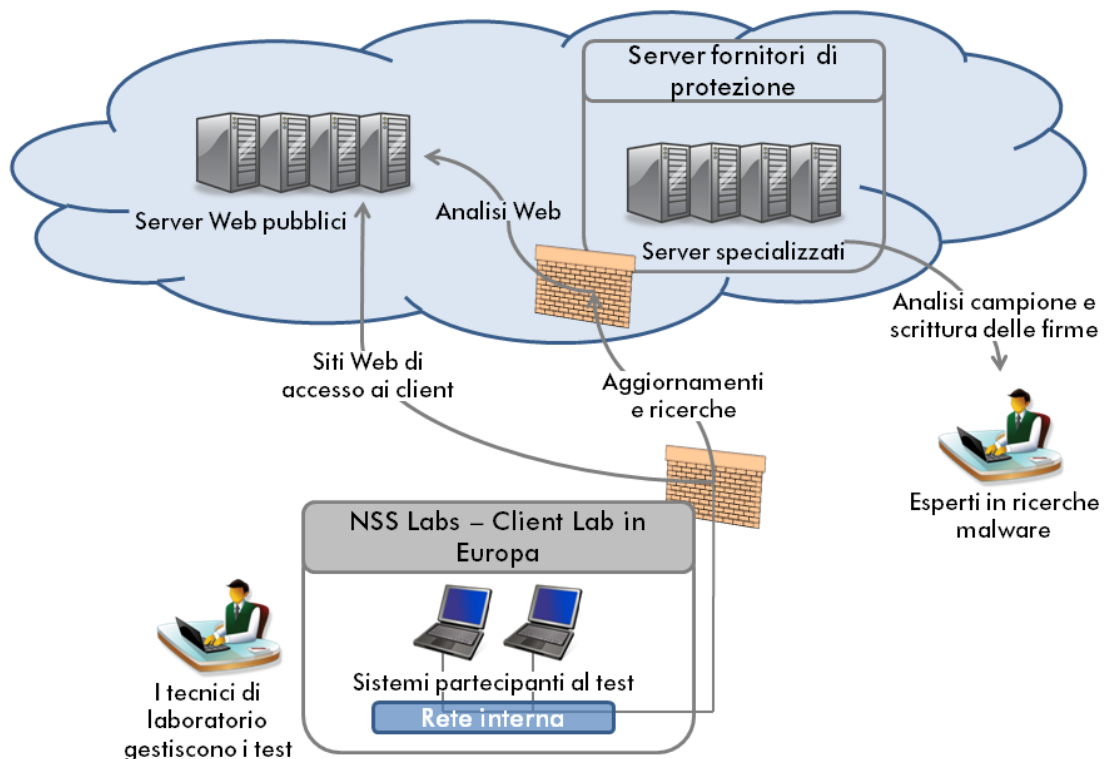 Server fornitori di
protezione
Server Web pubblici
Analisi Web
Server specializzati
Analisi campione e
scrittura delle firme
Siti Web di
accesso ai client
Aggiornamenti
e ricerche
Esperti in ricerche
malware
NSS Labs – Client Lab in
Europa
Sistemi partecipanti al test
Rete interna
I tecnici di
laboratorio
gestiscono i test